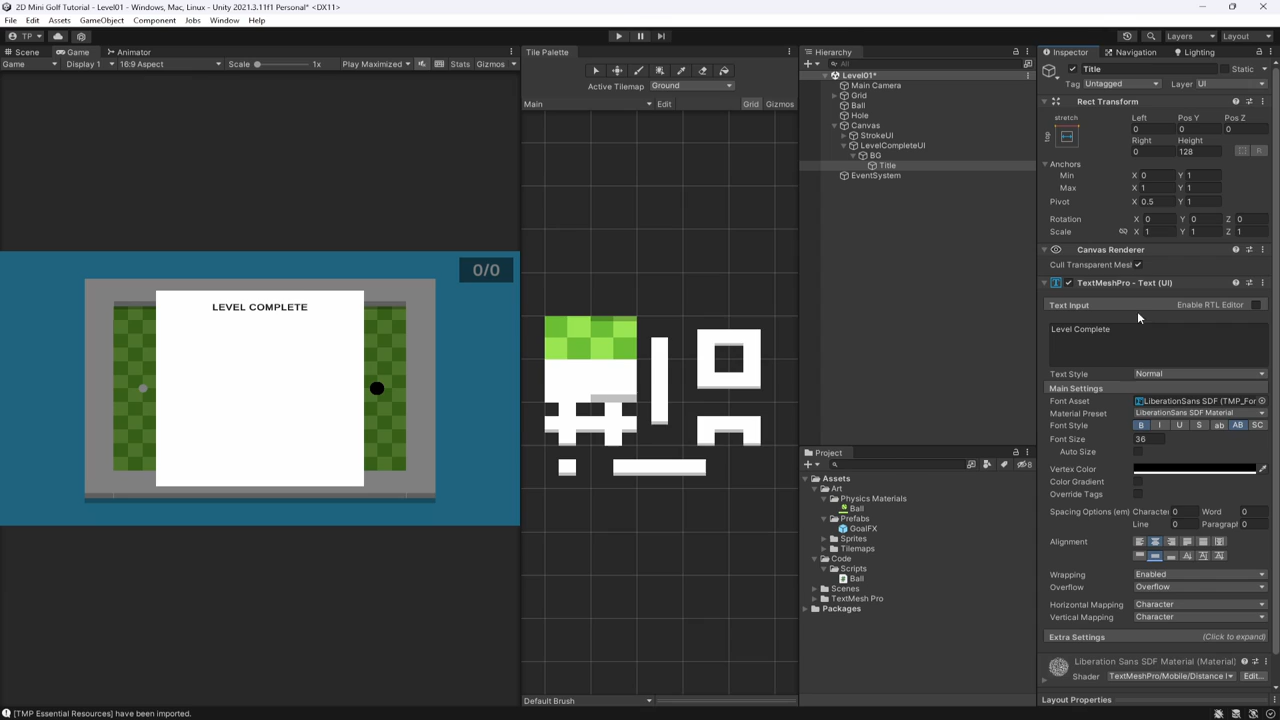 2D Mini Golf Tutorial - Level01 - Windows, Mac, Linux - Unity 2021.3.11f1 Personal* <DX11>
File Edit Assets GameObject Component Jobs Window Help
TP
Layers Layout
Scene Game Animator
Game Display 1 16:9 Aspect Scale 1x Play Maximized Stats Gizmos
0/0
LEVEL COMPLETE
Tile Palette
Active Tilemap Ground
Main Edit Grid Gizmos
Default Brush
Hierarchy
All
Level01*
Main Camera
Grid
Ball
Hole
Canvas
StrokeUI
LevelCompleteUI
BG
Title
EventSystem
Project
8
Assets
Art
Physics Materials
Ball
Prefabs
GoalFX
Sprites
Tilemaps
Code
Scripts
Ball
Scenes
TextMesh Pro
Packages
Inspector Navigation Lighting
Title Static
Tag Untagged Layer UI
Rect Transform
stretch Left Pos Y Pos Z
top 0 0 0
Right Height
0 128 R
Anchors
Min X 0 Y 1
Max X 1 Y 1
Pivot X 0.5 Y 1
Rotation X 0 Y 0 Z 0
Scale X 1 Y 1 Z 1
Canvas Renderer
Cull Transparent Mesl
TextMeshPro - Text (UI)
Text Input Enable RTL Editor
Level Complete
Text Style Normal
Main Settings
Font Asset LiberationSans SDF (TMP_For
Material Preset LiberationSans SDF Material
Font Style B I U S ab AB SC
Font Size 36
Auto Size
Vertex Color
Color Gradient
Override Tags
Spacing Options (em) Character 0 Word 0
Line 0 Paragraph 0
Alignment
Wrapping Enabled
Overflow Overflow
Horizontal Mapping Character
Vertical Mapping Character
Extra Settings (Click to expand)
Liberation Sans SDF Material (Material)
Shader TextMeshPro/Mobile/Distance Edit...
Layout Properties
[TMP Essential Resources] have been imported.